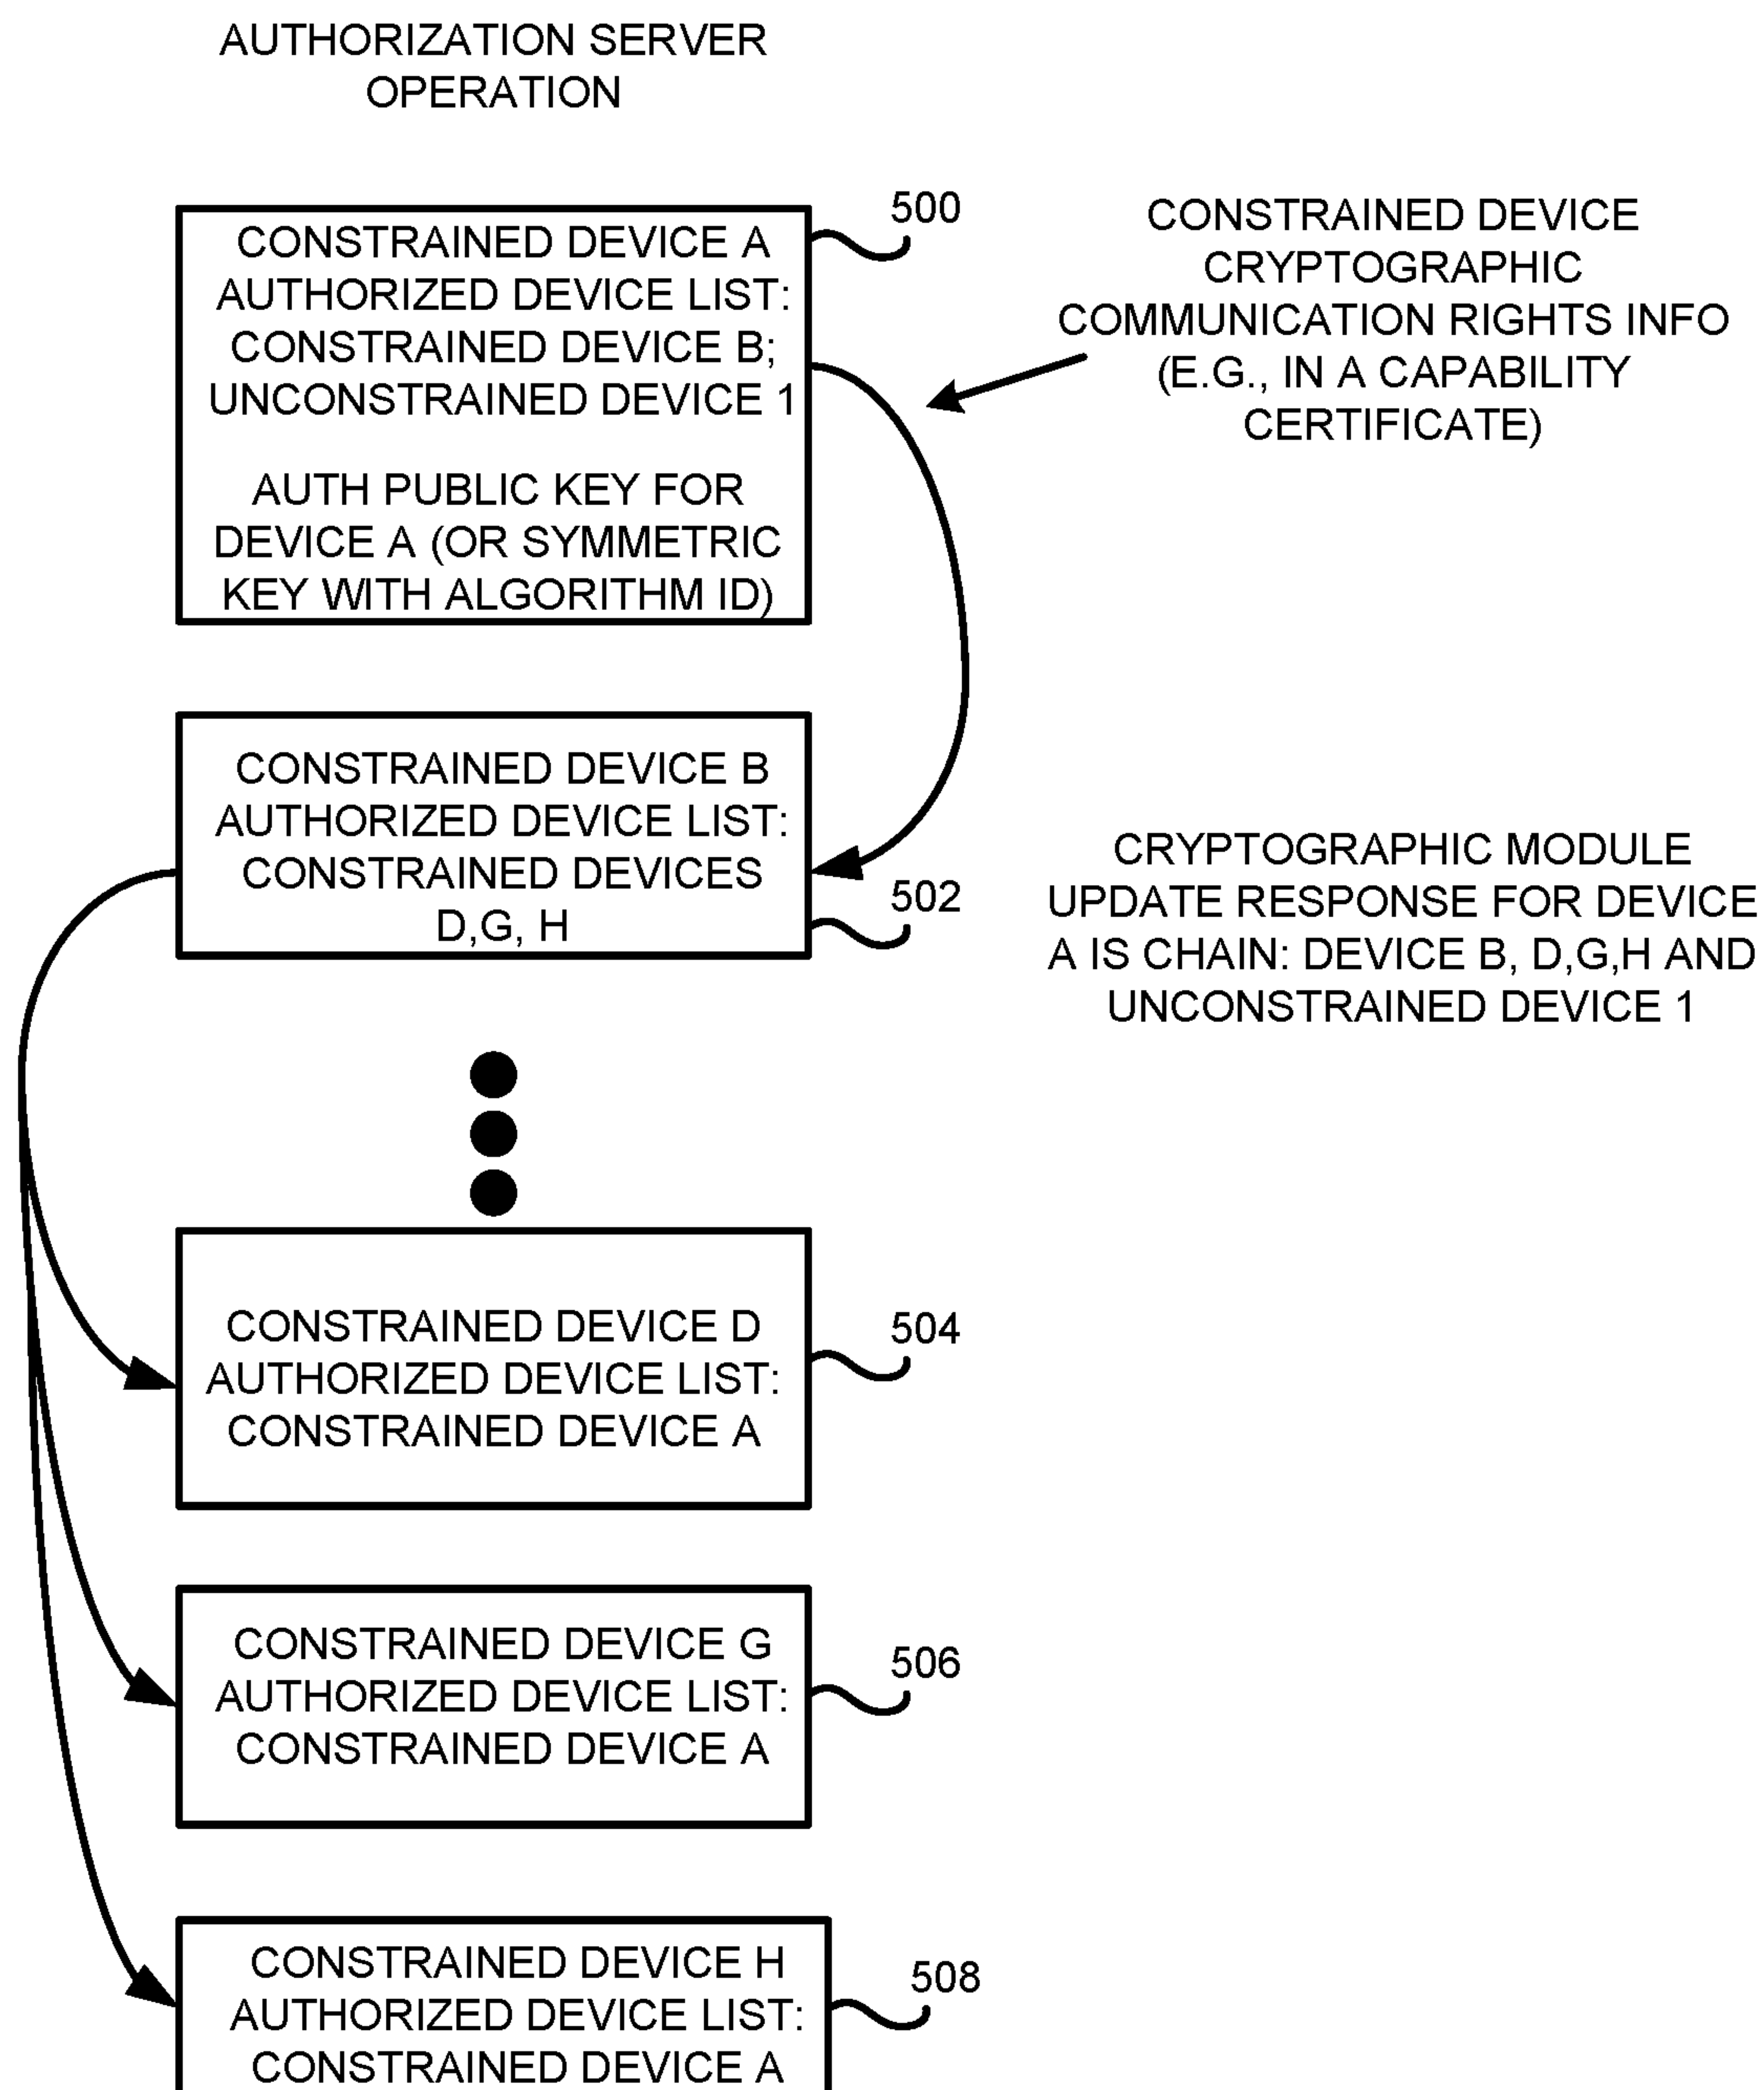 AUTHORIZATION SERVER
OPERATION
500
CONSTRAINED DEVICE A
AUTHORIZED DEVICE LIST:
CONSTRAINED DEVICE B;
UNCONSTRAINED DEVICE 1
AUTH PUBLIC KEY FOR
DEVICE A (OR SYMMETRIC
KEY WITH ALGORITHM ID)
CONSTRAINED DEVICE
CRYPTOGRAPHIC
COMMUNICATION RIGHTS INFO
(E.G., IN A CAPABILITY
CERTIFICATE)
CONSTRAINED DEVICE B
AUTHORIZED DEVICE LIST:
CONSTRAINED DEVICES
D,G, H
502
CRYPTOGRAPHIC MODULE
UPDATE RESPONSE FOR DEVICE
A IS CHAIN: DEVICE B, D,G,H AND
UNCONSTRAINED DEVICE 1
CONSTRAINED DEVICE D
AUTHORIZED DEVICE LIST:
CONSTRAINED DEVICE A
504
CONSTRAINED DEVICE G
AUTHORIZED DEVICE LIST:
CONSTRAINED DEVICE A
506
CONSTRAINED DEVICE H
AUTHORIZED DEVICE LIST:
CONSTRAINED DEVICE A
508